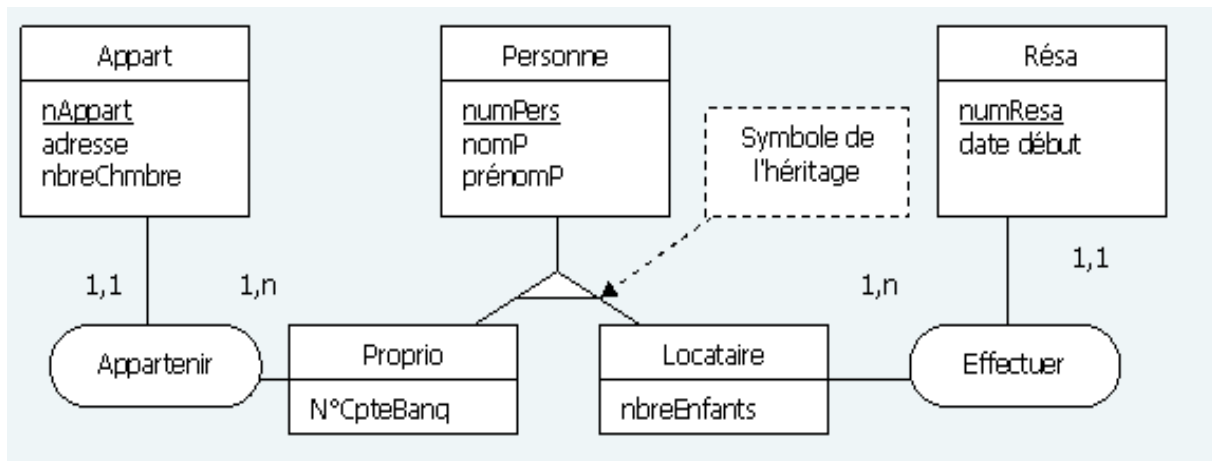 Appart
nAppart
adresse
nbreChmbre
Personne
numPers
nomP
prénomP
Symbole de
l'héritage
Résa
numResa
date début
1,1
1,n
1,n
1,1
Appartenir
Proprio
N°CpteBanq
Locataire
nbreEnfants
Effectuer